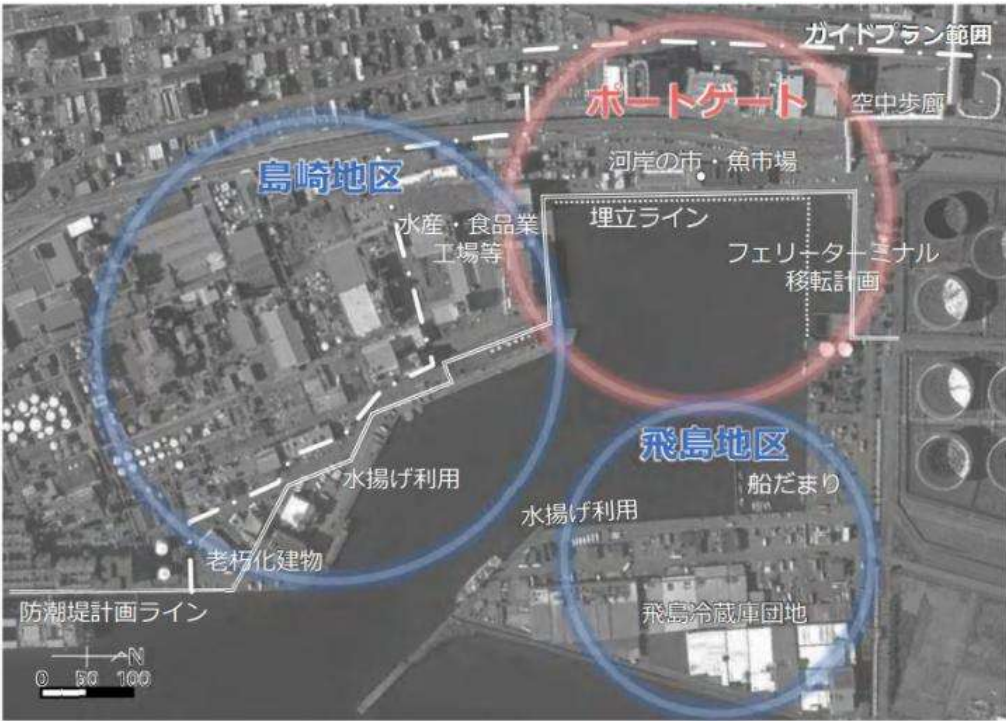 ガイドプラン範囲
ポートゲート
空中歩廊
島崎地区
河岸の市・魚市場
水産・食品業
工場等
埋立ライン
フェリーターミナル
移転計画
飛島地区
水揚げ利用
船だまり
水揚げ利用
老朽化建物
防潮堤計画ライン
飛島冷蔵庫団地
N
0 50 100